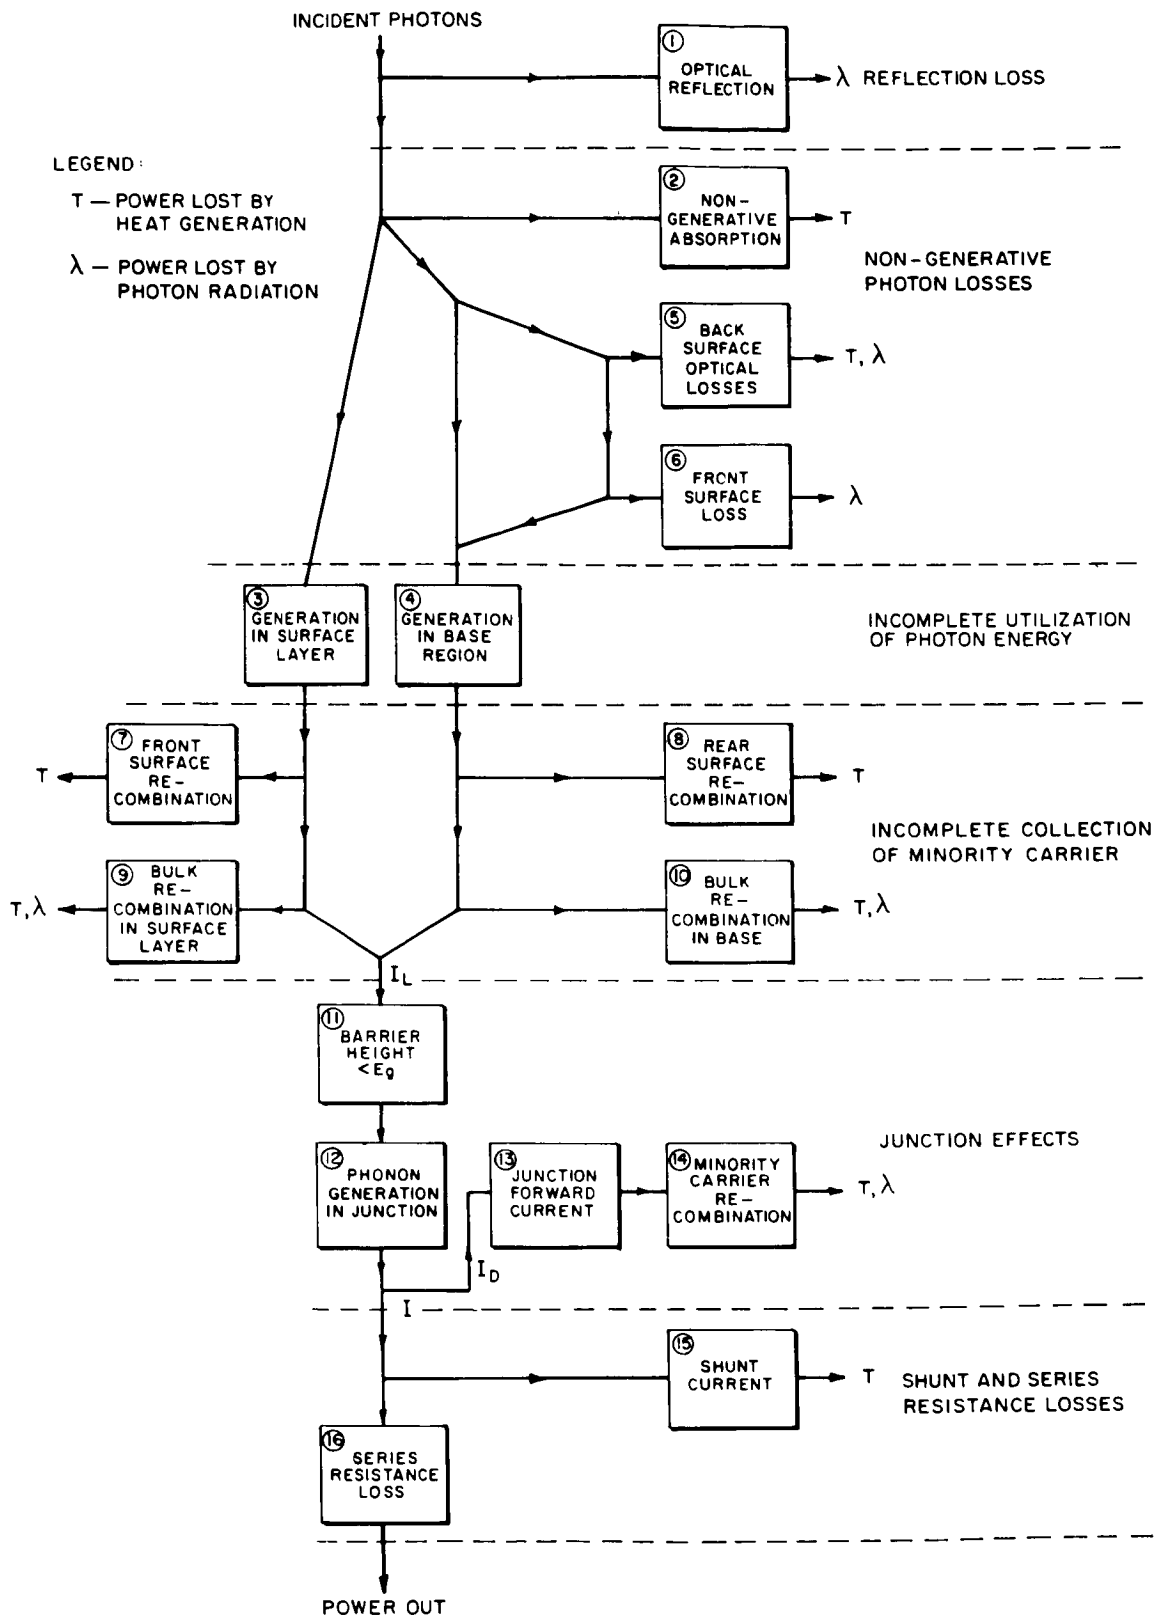 INCIDENT PHOTONS
①
OPTICAL
REFLECTION
λ REFLECTION LOSS
LEGEND:
T — POWER LOST BY
HEAT GENERATION
λ — POWER LOST BY
PHOTON RADIATION
②
NON-
GENERATIVE
ABSORPTION
T
NON-GENERATIVE
PHOTON LOSSES
⑤
BACK
SURFACE
OPTICAL
LOSSES
T, λ
⑥
FRONT
SURFACE
LOSS
λ
③
GENERATION
IN SURFACE
LAYER
④
GENERATION
IN BASE
REGION
INCOMPLETE UTILIZATION
OF PHOTON ENERGY
T
⑦
FRONT
SURFACE
RE-
COMBINATION
⑧
REAR
SURFACE
RE-
COMBINATION
T
INCOMPLETE COLLECTION
OF MINORITY CARRIER
T, λ
⑨
BULK
RE-
COMBINATION
IN SURFACE
LAYER
⑩
BULK
RE-
COMBINATION
IN BASE
T, λ
I_L
⑪
BARRIER
HEIGHT
<Eg
JUNCTION EFFECTS
⑫
PHONON
GENERATION
IN JUNCTION
⑬
JUNCTION
FORWARD
CURRENT
⑭
MINORITY
CARRIER
RE-
COMBINATION
T, λ
I_D
I
⑮
SHUNT
CURRENT
T
SHUNT AND SERIES
RESISTANCE LOSSES
⑯
SERIES
RESISTANCE
LOSS
POWER OUT